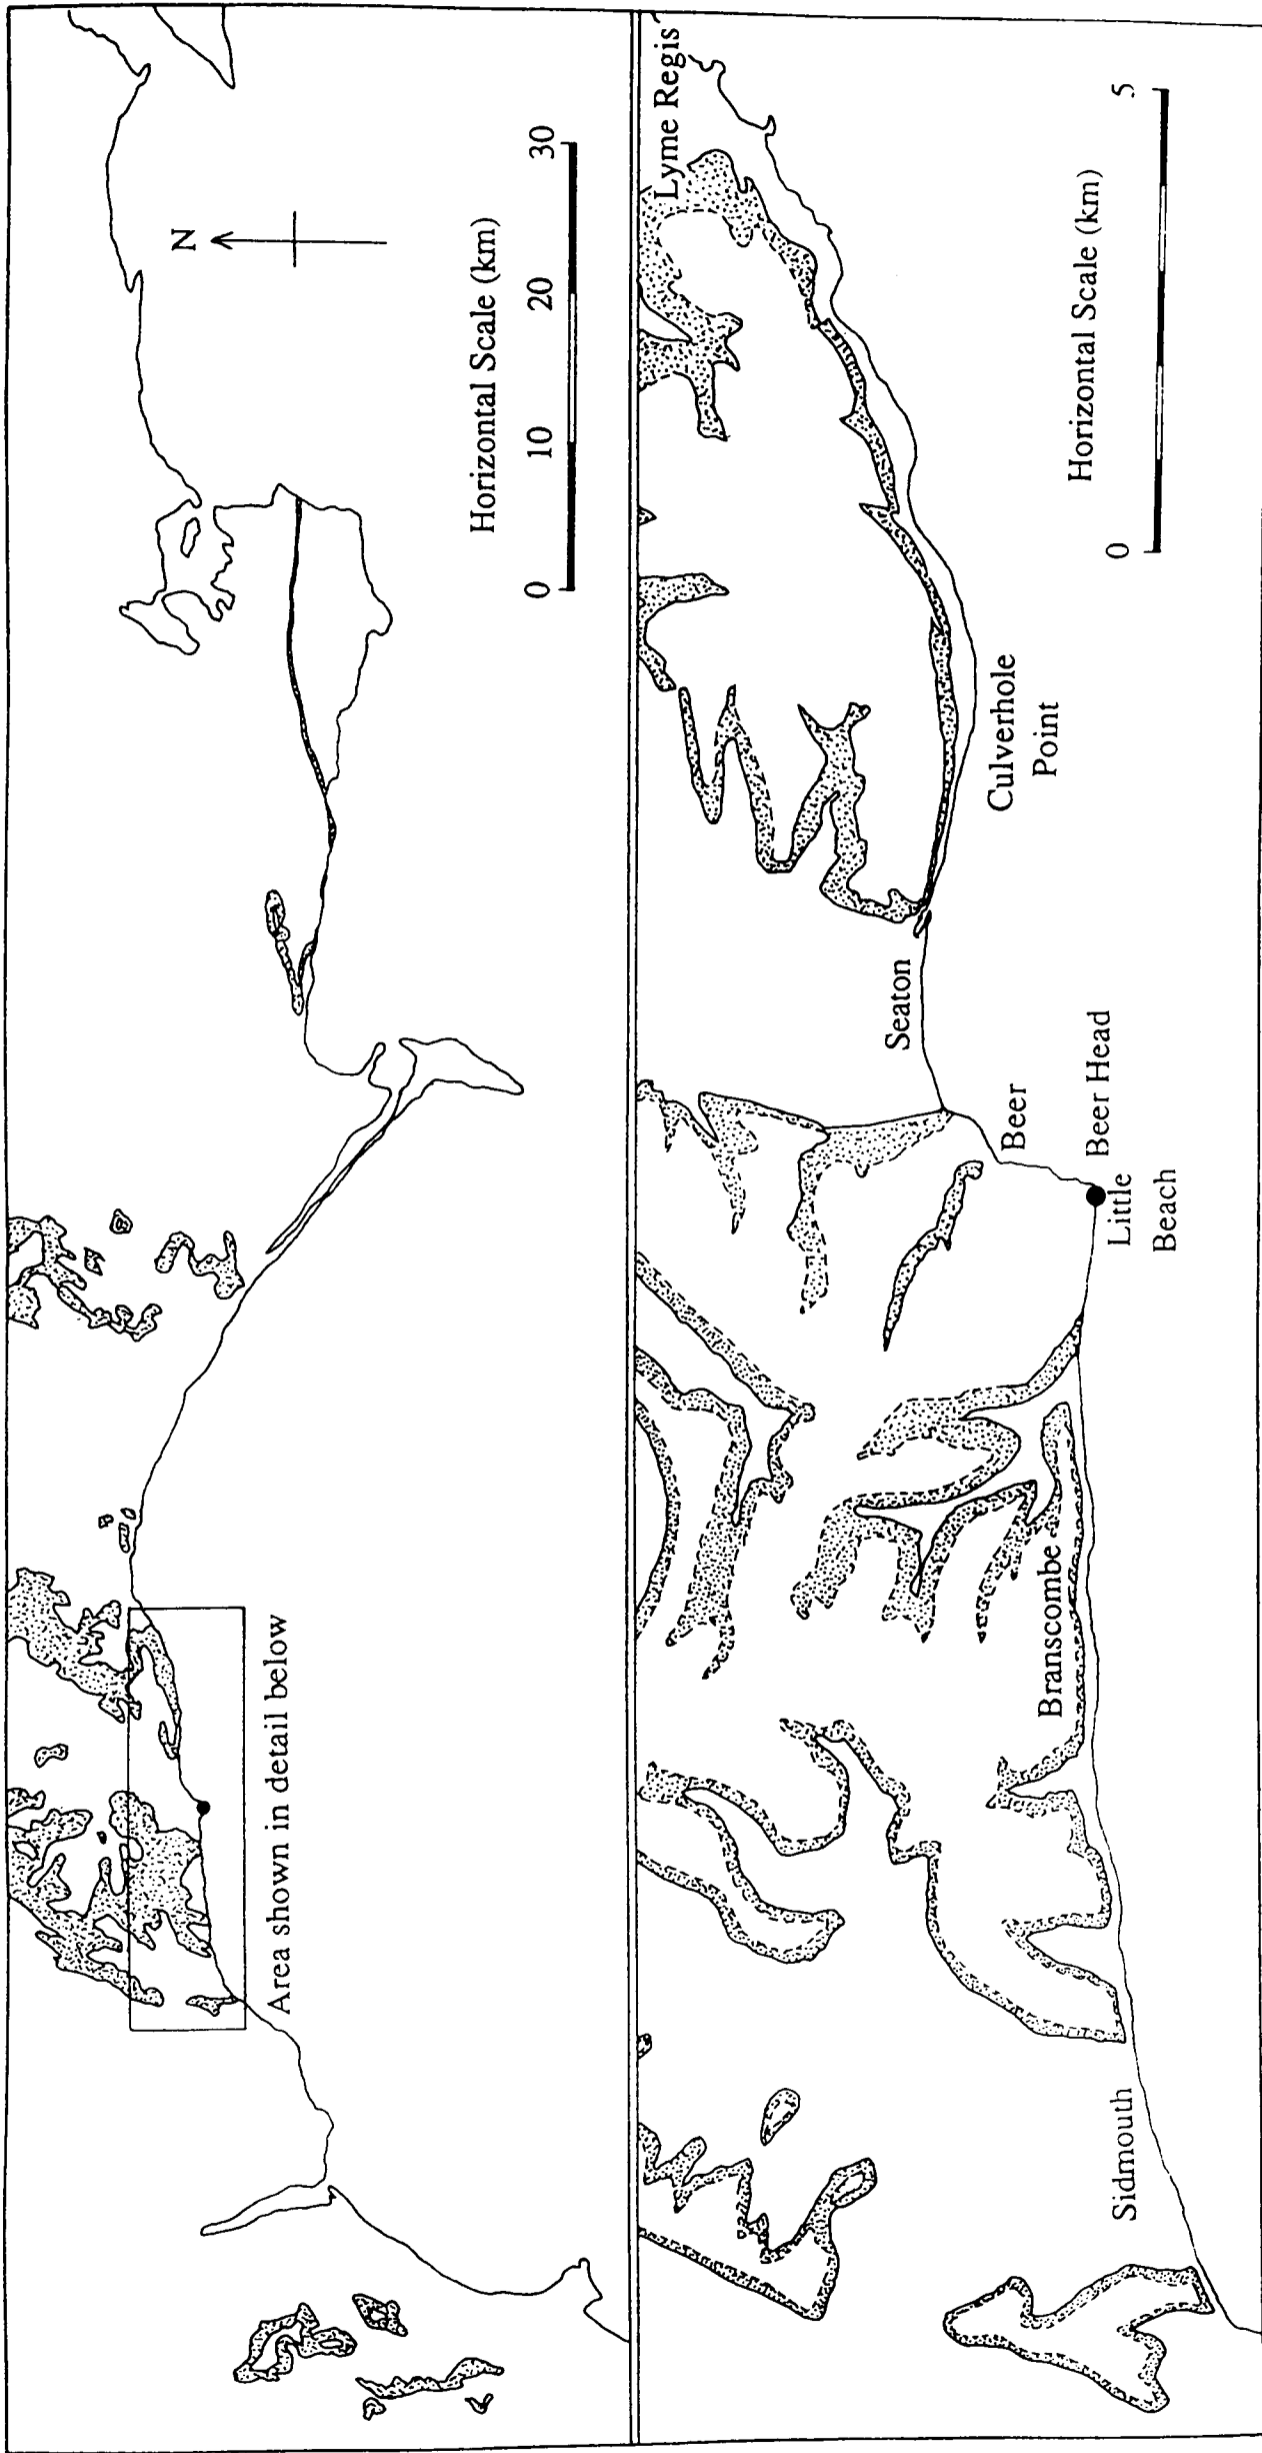 N
Horizontal Scale (km)
0 10 20 30
Area shown in detail below
Lyme Regis
Seaton
Culverhole
Point
Beer
Beer Head
Little
Beach
Branscombe
Sidmouth
Horizontal Scale (km)
0 5